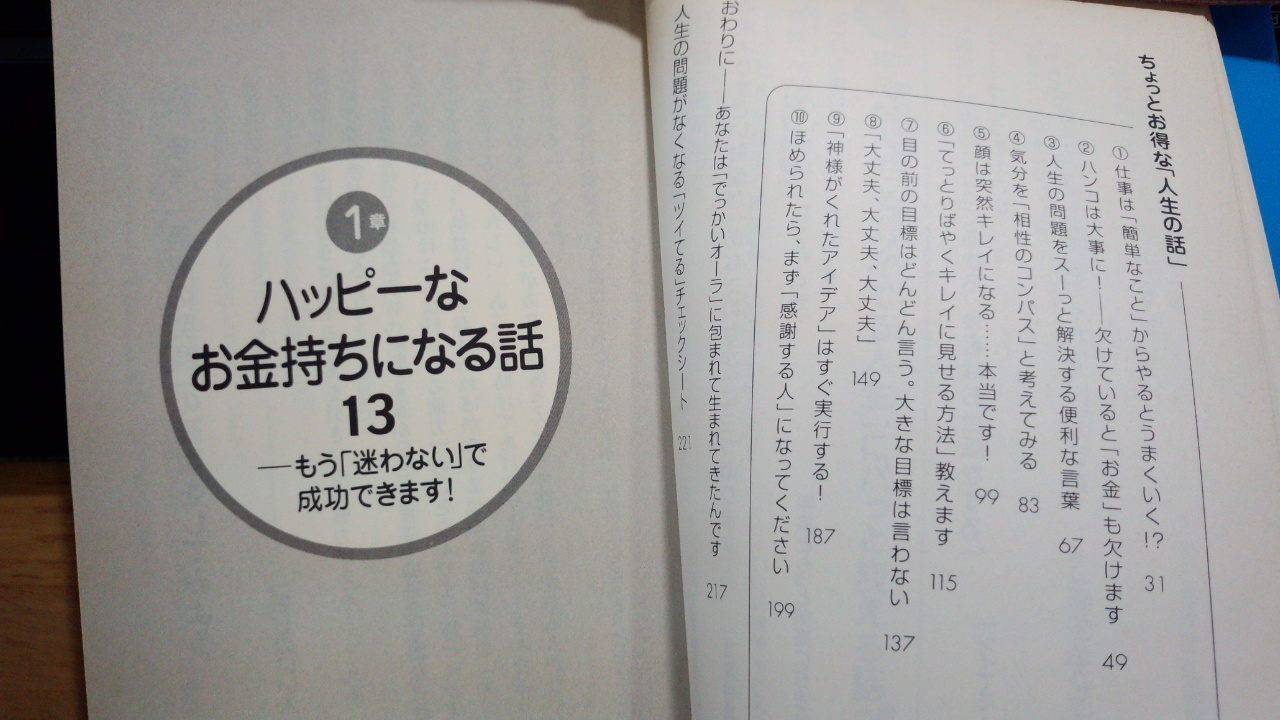 ちょっとお得な「人生の話」
① 仕事は「簡単なこと」からやるとうまくいく!? 31
② ハンコは大事に！――欠けていると「お金」も欠けます 49
③ 人生の問題をスーっと解決する便利な言葉 67
④ 気分を「相性のコンパス」と考えてみる 83
⑤ 顔は突然キレイになる……本当です！ 99
⑥ 「てっとりばやくキレイに見せる方法」教えます 115
⑦ 目の前の目標はどんどん言う。大きな目標は言わない 137
⑧ 「大丈夫、大丈夫、大丈夫」 149
⑨ 「神様がくれたアイデア」はすぐ実行する！ 187
⑩ ほめられたら、まず「感謝する人」になってください 199
おわりに――あなたは「でっかいオーラ」に包まれて生まれてきたんです 217
人生の問題がなくなる「ツイてる」チェックシート 221
1章
ハッピーな
お金持ちになる話
13
―もう「迷わない」で
成功できます！